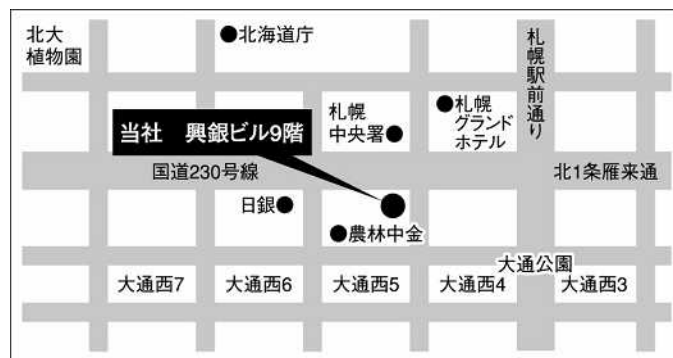 北大
植物園
●北海道庁
札幌駅前通り
札幌
中央署●
●札幌
グランド
ホテル
当社　興銀ビル9階
国道230号線
北1条雁来通
日銀●
●農林中金
大通公園
大通西7
大通西6
大通西5
大通西4
大通西3